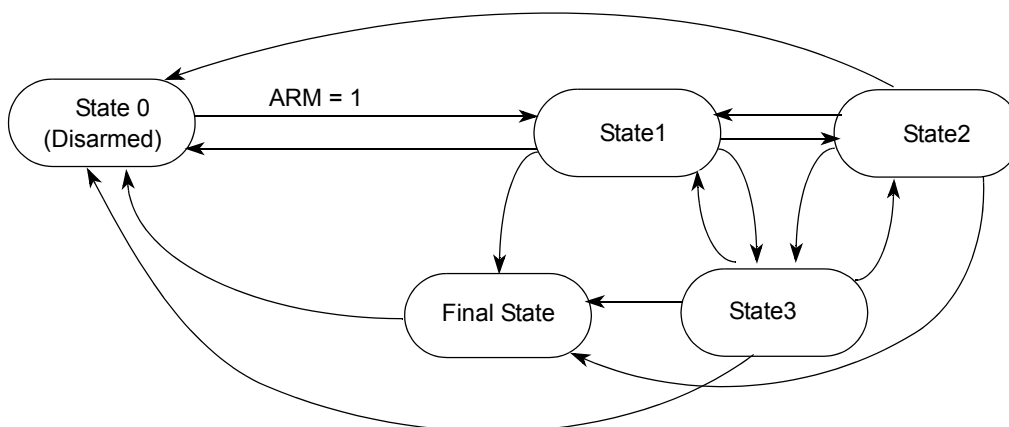 State 0
(Disarmed)
ARM = 1
State1
State2
Final State
State3